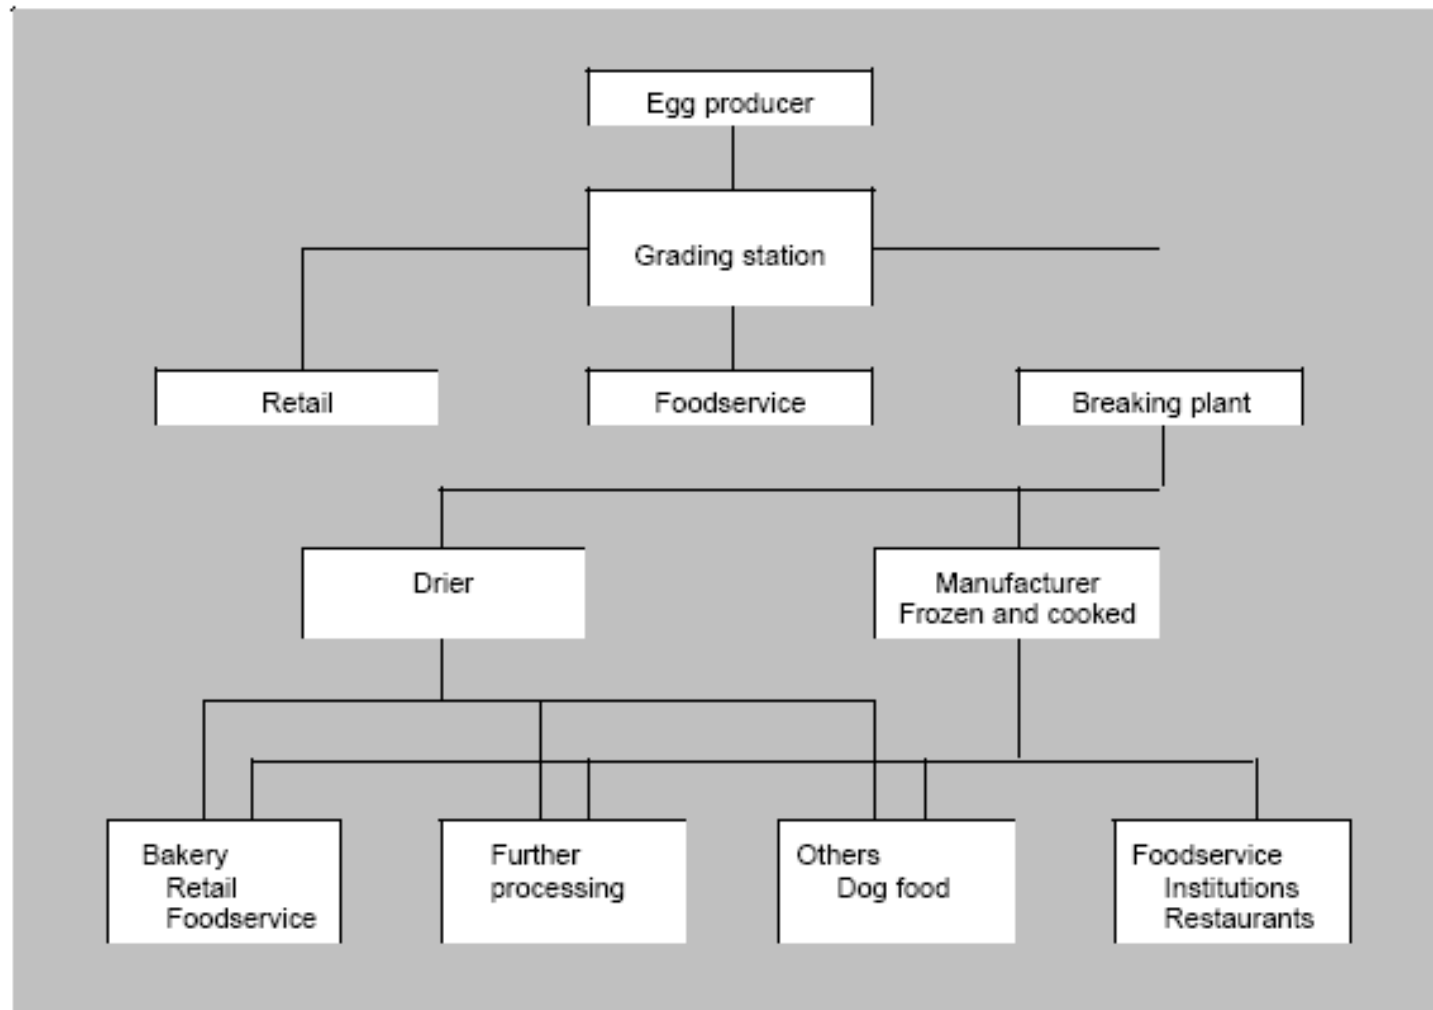 Egg producer
Grading station
Retail
Foodservice
Breaking plant
Drier
Manufacturer
Frozen and cooked
Bakery
Retail
Foodservice
Further
processing
Others
Dog food
Foodservice
Institutions
Restaurants